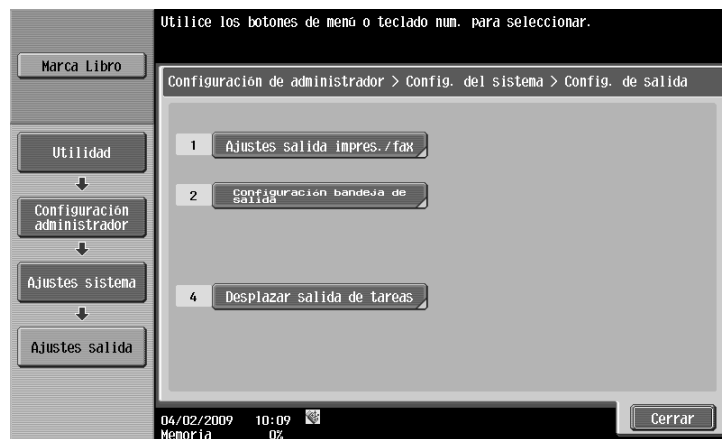 Utilice los botones de menú o teclado num. para seleccionar.
Marca Libro
Configuración de administrador > Config. del sistema > Config. de salida
Utilidad
Configuración
administrador
Ajustes sistema
Ajustes salida
1 Ajustes salida impres./fax
2 Configuración bandeja de
salida
4 Desplazar salida de tareas
04/02/2009 10:09
Memoria 0%
Cerrar